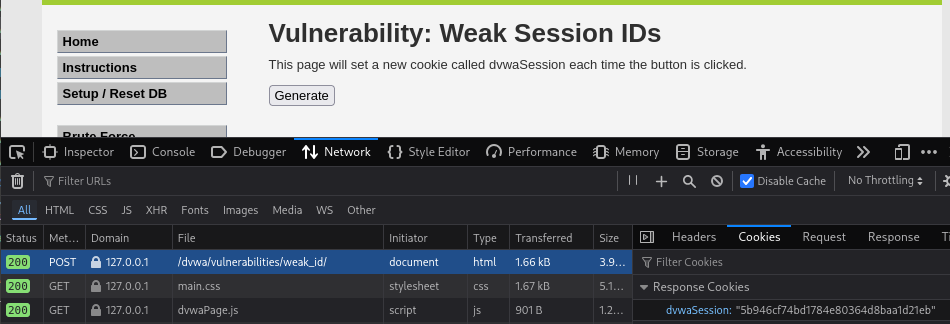 Vulnerability: Weak Session IDs
Home
This page will set a new cookie called dvwaSession each time the button is clicked.
Instructions
Setup / Reset DB
Generate
Brute Force
Inspector Console Debugger Network Style Editor Performance Memory Storage Accessibility
Filter URLs Disable Cache No Throttling
All HTML CSS JS XHR Fonts Images Media WS Other
Status Met... Domain File Initiator Type Transferred Size Headers Cookies Request Response
200 POST 127.0.0.1 /dvwa/vulnerabilities/weak_id/ document html 1.66 kB 3.9... Filter Cookies
200 GET 127.0.0.1 main.css stylesheet css 1.67 kB 5.1... Response Cookies
200 GET 127.0.0.1 dvwaPage.js script js 901 B 1.2... dvwaSession: "5b946cf74bd1784e80364d8baa1d21eb"